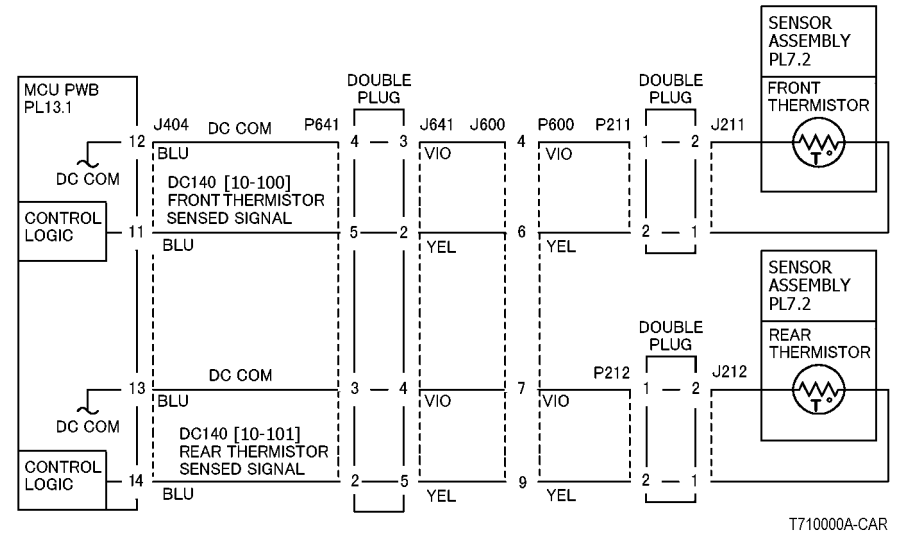 SENSOR
ASSEMBLY
PL7.2
FRONT
THERMISTOR
T°
MCU PWB
PL13.1
DOUBLE
PLUG
DOUBLE
PLUG
12 J404 DC COM P641 4 3 J641 J600 4 P600 P211 1 2 J211
BLU VIO VIO
DC COM
DC140 [10-100]
FRONT THERMISTOR
SENSED SIGNAL
CONTROL
LOGIC
11 5 2 6 2 1
BLU YEL YEL
SENSOR
ASSEMBLY
PL7.2
REAR
THERMISTOR
T°
DOUBLE
PLUG
13 DC COM 3 4 7 P212 1 2 J212
BLU VIO VIO
DC COM
DC140 [10-101]
REAR THERMISTOR
SENSED SIGNAL
CONTROL
LOGIC
14 2 5 9 2 1
BLU YEL YEL
T710000A-CAR